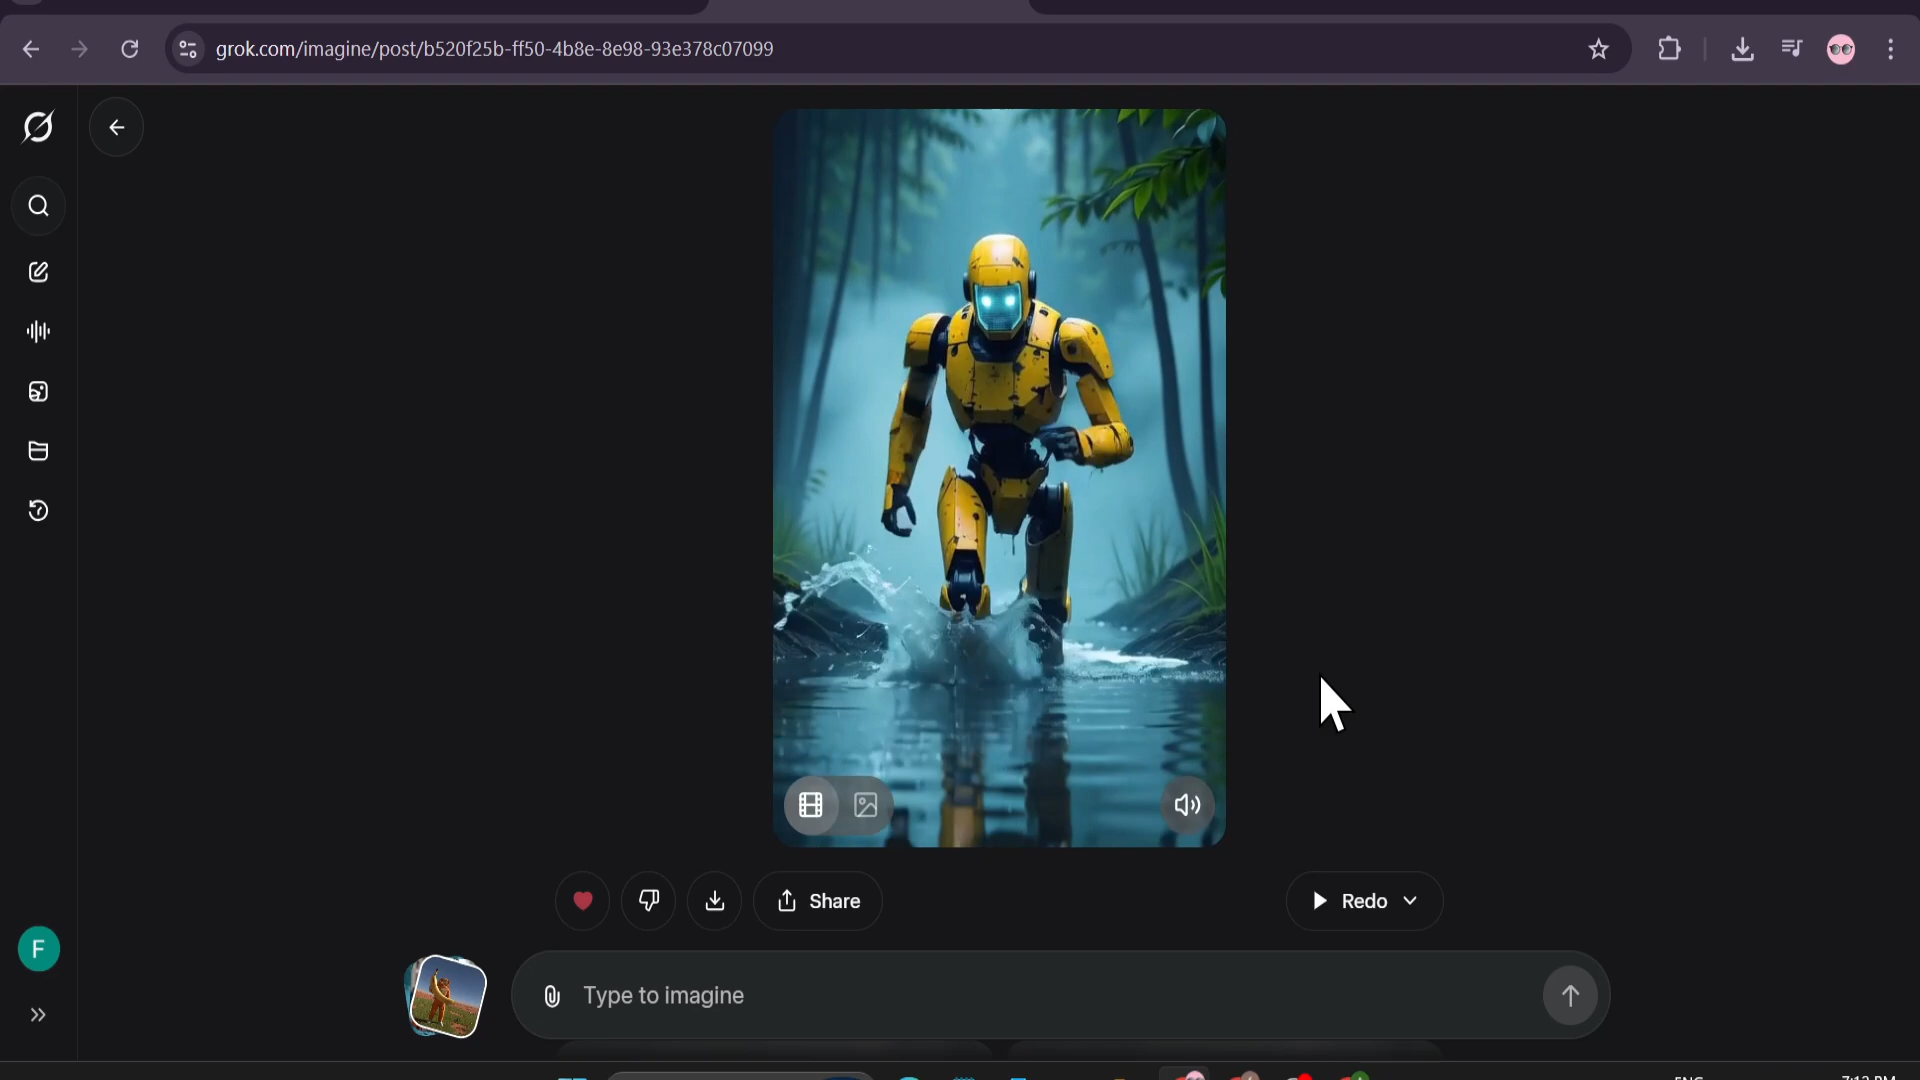 grok.com/imagine/post/b520f25b-ff50-4b8e-8e98-93e378c07099
Share
Redo
F
Type to imagine